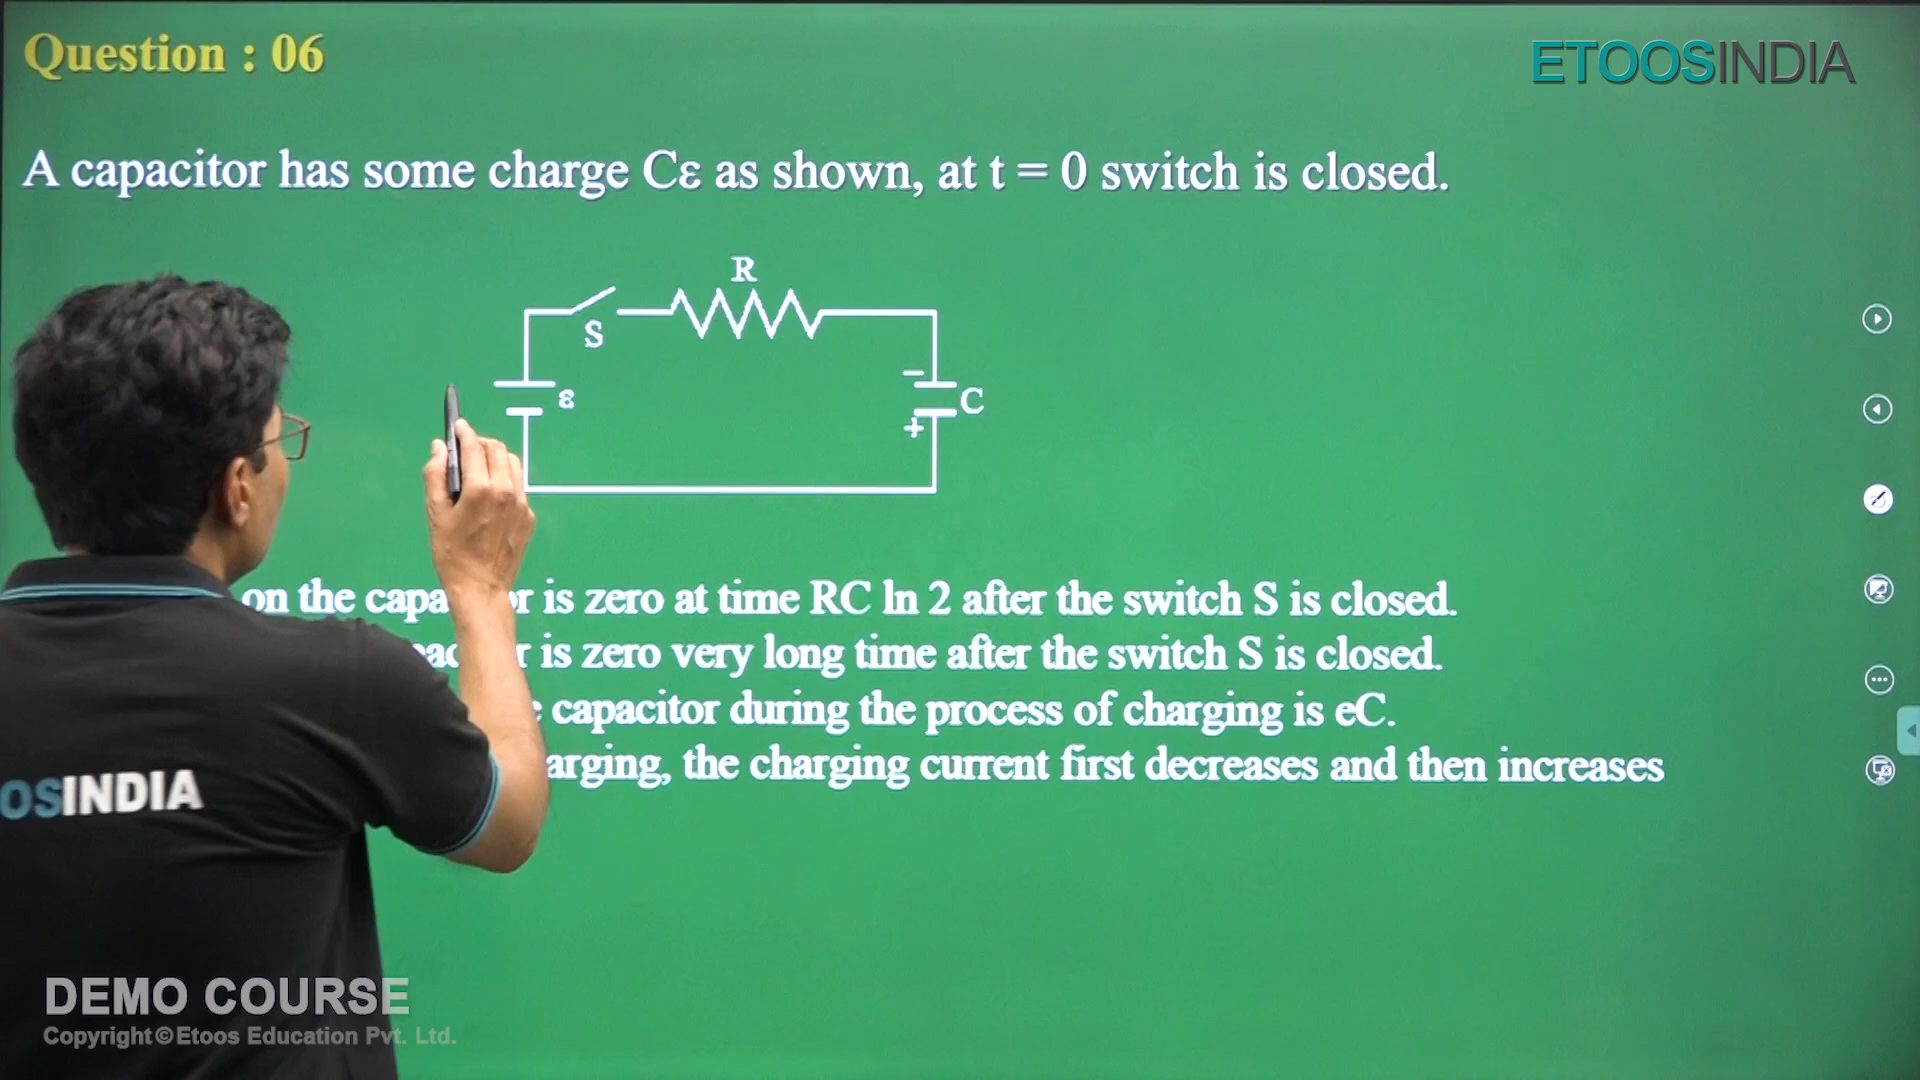 Question : 06
ETOOSINDIA
A capacitor has some charge Cε as shown, at t = 0 switch is closed.
R
S
ε
−
C
+
on the is zero at time RC ln 2 after the switch S is closed.
is zero very long time after the switch S is closed.
capacitor during the process of charging is eC.
the charging current first decreases and then increases
OSINDIA
DEMO COURSE
Copyright©Etoos Education Pvt. Ltd.